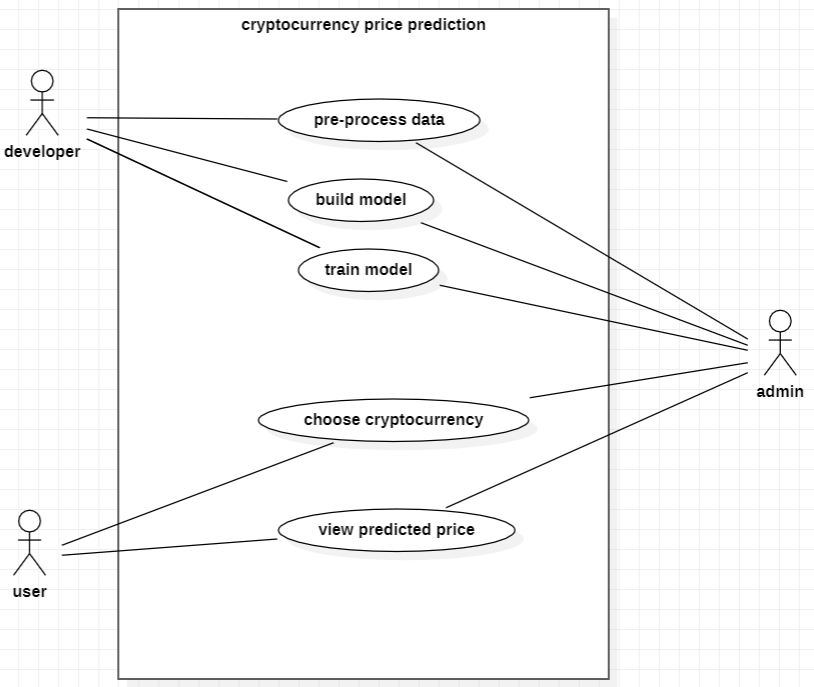 cryptocurrency price prediction
pre-process data
developer
build model
train model
admin
choose cryptocurrency
view predicted price
user